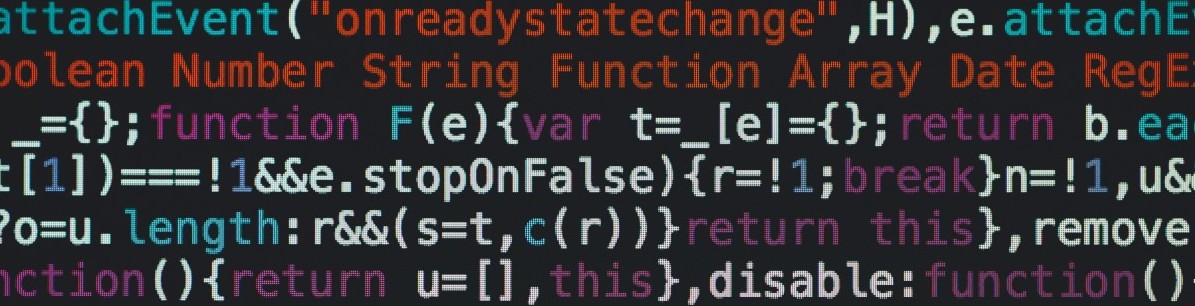 attachEvent("onreadystatechange",H),e.attachE
oolean Number String Function Array Date RegE
_={};function F(e){var t=_[e]={};return b.ea
t[1])===!1&&e.stopOnFalse){r=!1;break}n=!1,u&
?o=u.length:r&&(s=t,c(r))}return this},remove
nction(){return u=[],this},disable:function()